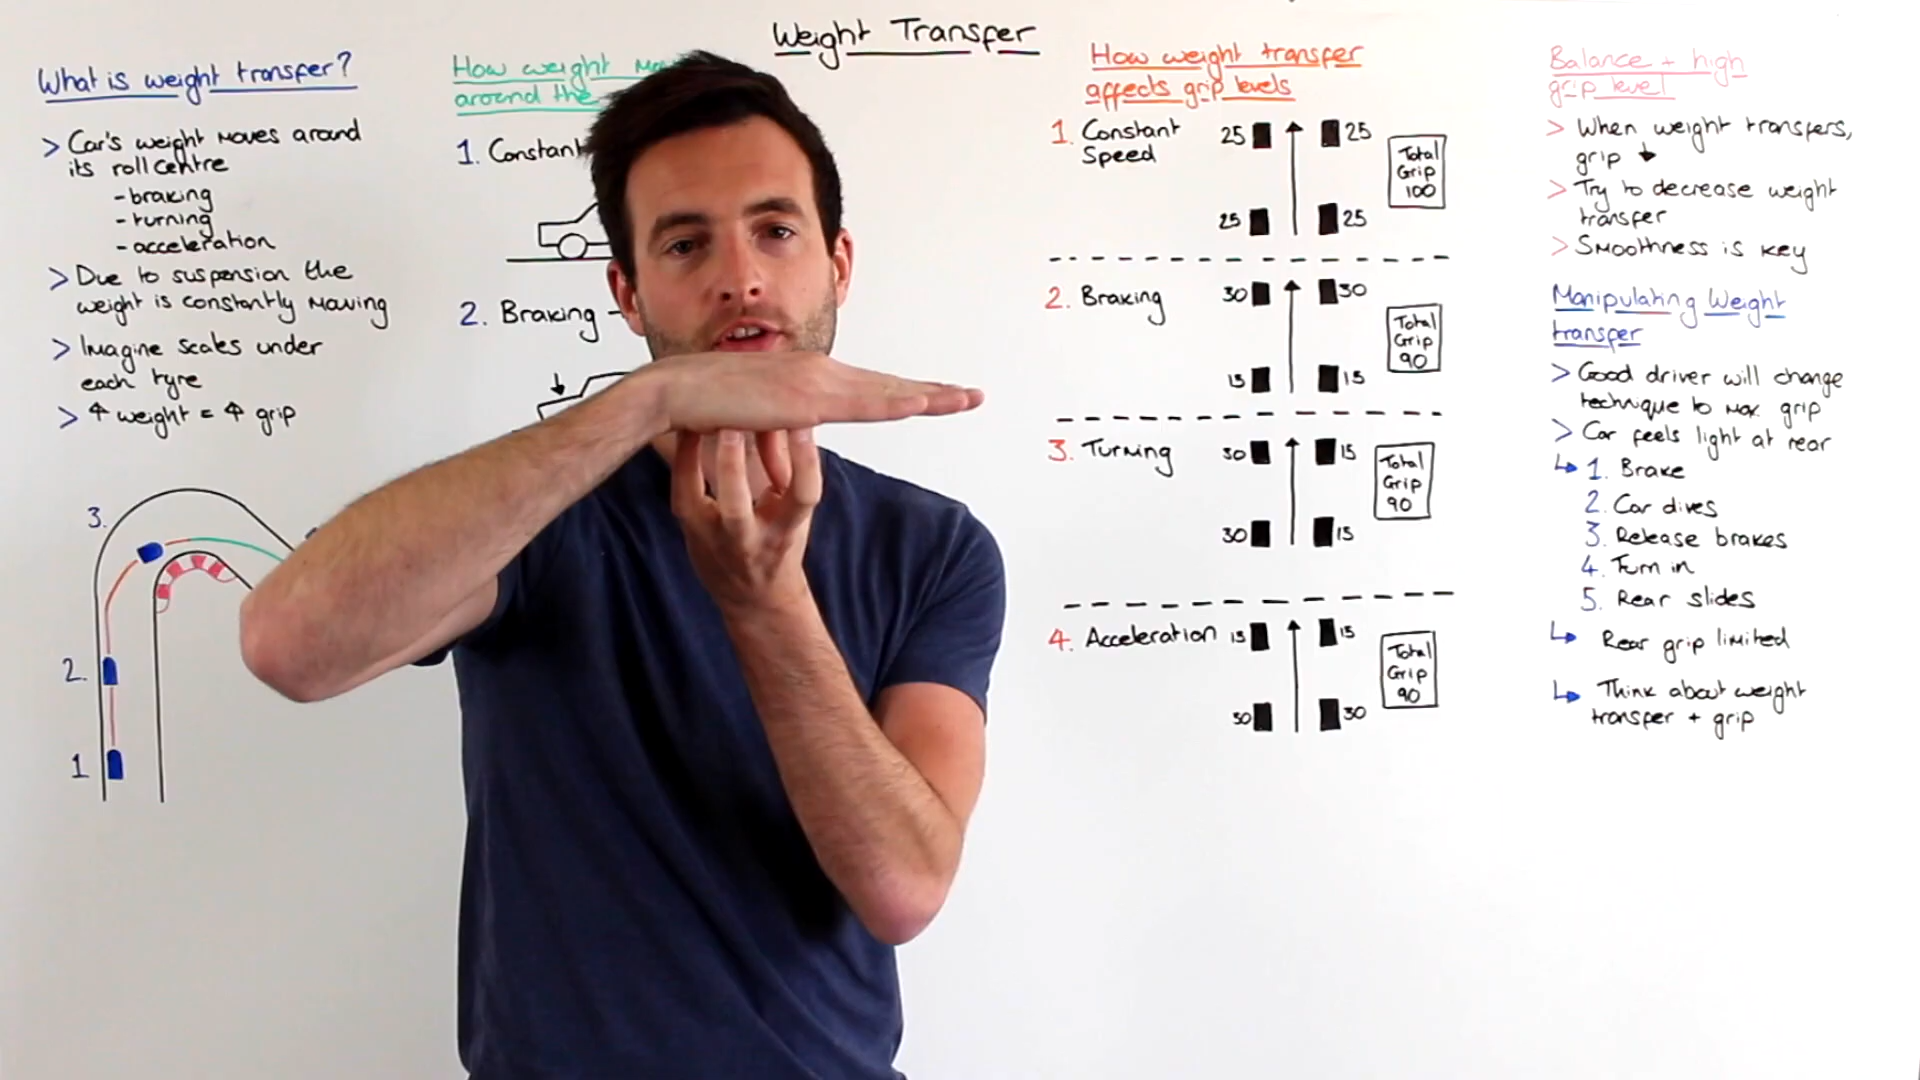 Weight Transfer
What is weight transfer?
> Car's weight moves around
its roll centre
- braking
- turning
- acceleration
> Due to suspension the
weight is constantly moving
> Imagine scales under
each tyre
> ↑ weight = ↑ grip
3.
2.
1
How weight
around the
1. Constant
2. Braking -
How weight transfer
affects grip levels
1. Constant
Speed
25 25
25 25
Total
Grip
100
2. Braking
30 30
15 15
Total
Grip
90
3. Turning
30 15
30 15
Total
Grip
90
4. Acceleration
15 15
30 30
Total
Grip
90
Balance + high
grip level
> When weight transfers,
grip ↓
> Try to decrease weight
transfer
> Smoothness is key
Manipulating Weight
transfer
> Good driver will change
technique to max grip
> Car feels light at rear
↳ 1. Brake
2. Car dives
3. Release brakes
4. Turn in
5. Rear slides
↳ Rear grip limited
↳ Think about weight
transfer + grip